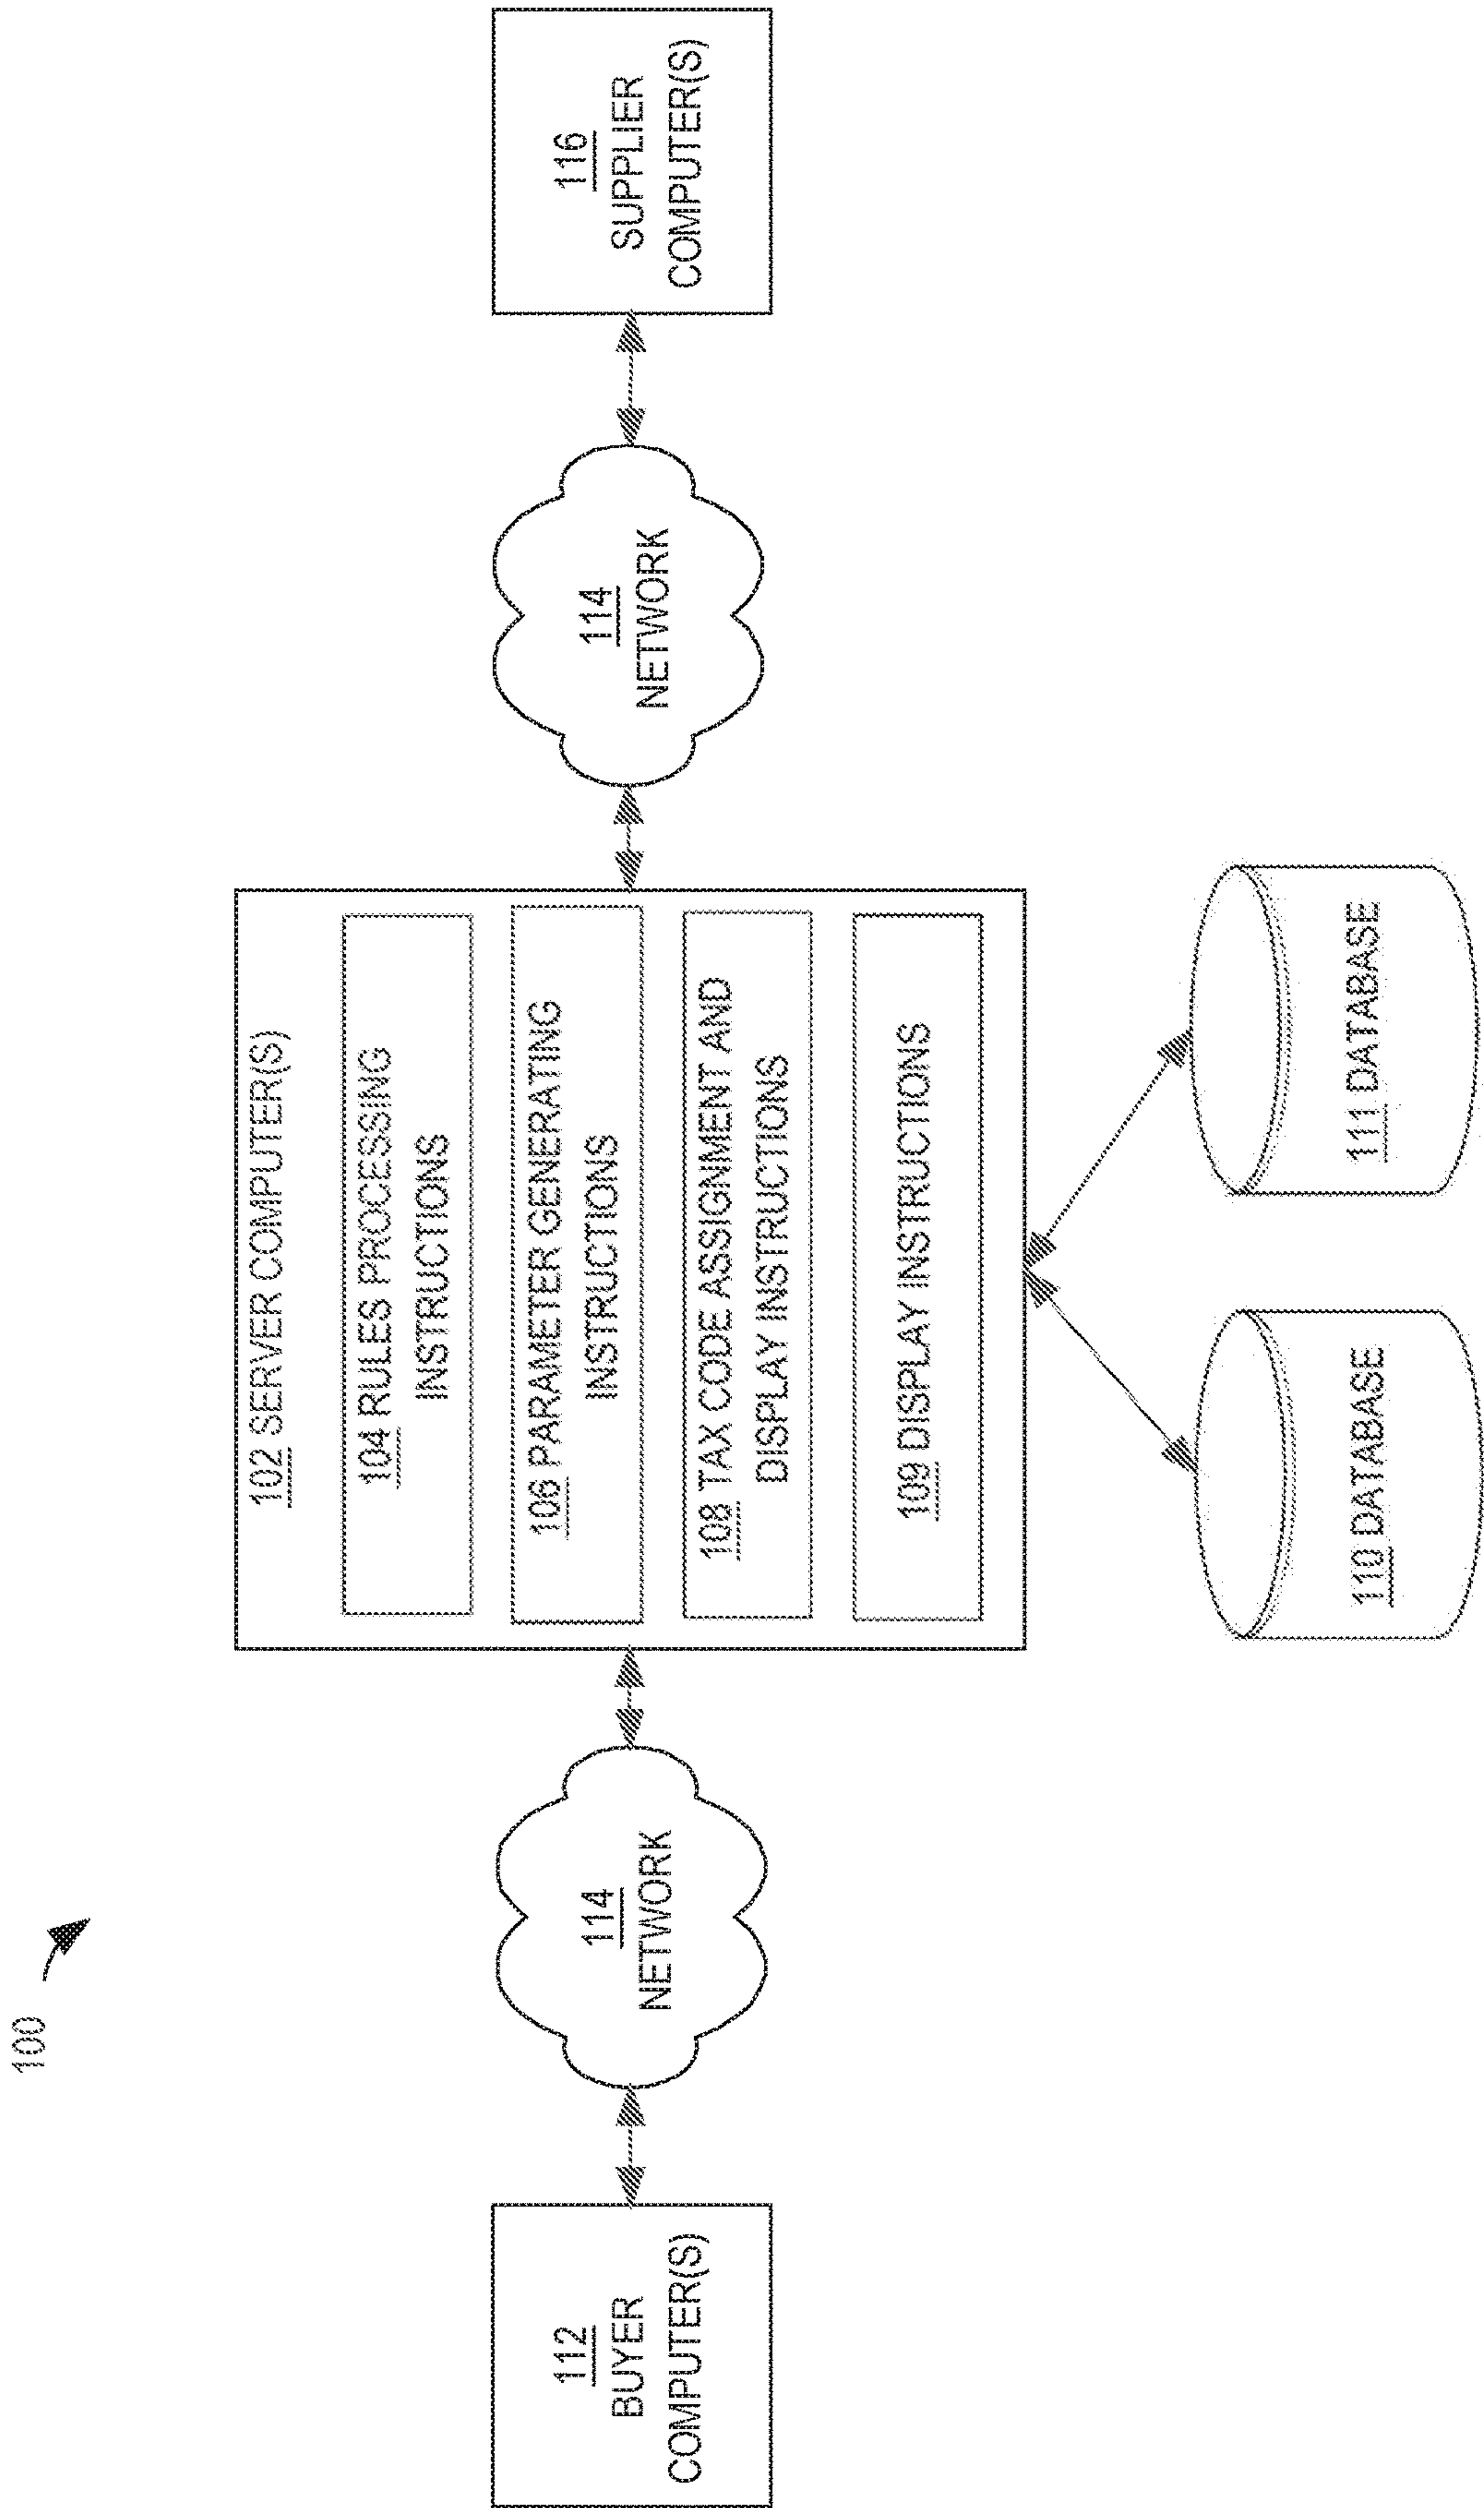 100
112
BUYER
COMPUTER(S)
114
NETWORK
102 SERVER COMPUTER(S)
104 RULES PROCESSING
INSTRUCTIONS
106 PARAMETER GENERATING
INSTRUCTIONS
108 TAX CODE ASSIGNMENT AND
DISPLAY INSTRUCTIONS
109 DISPLAY INSTRUCTIONS
110 DATABASE
111 DATABASE
114
NETWORK
116
SUPPLIER
COMPUTER(S)